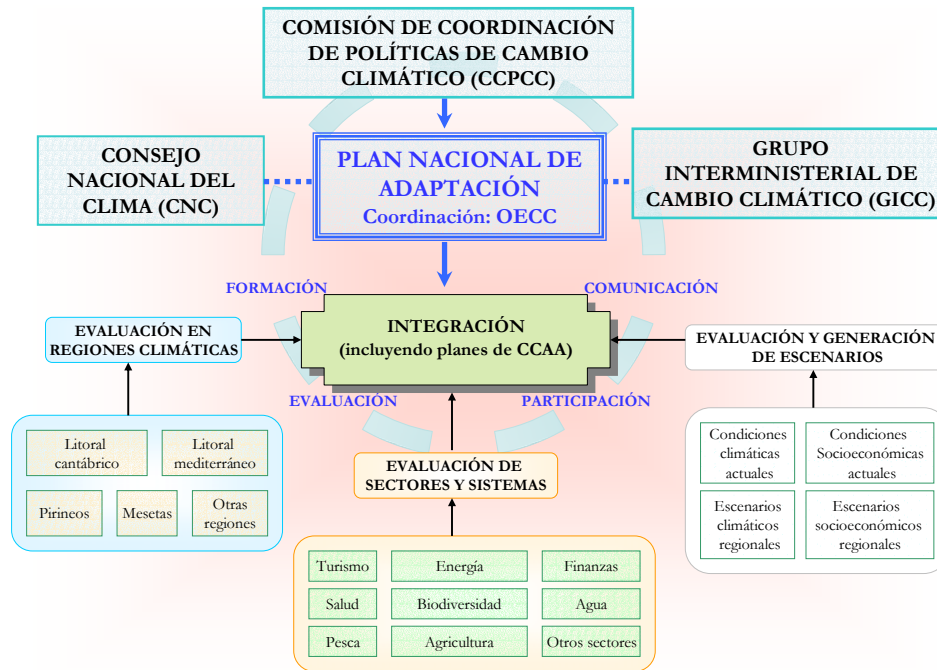 COMISIÓN DE COORDINACIÓN
DE POLÍTICAS DE CAMBIO
CLIMÁTICO (CCPCC)
CONSEJO
NACIONAL DEL
CLIMA (CNC)
PLAN NACIONAL DE
ADAPTACIÓN
Coordinación: OECC
GRUPO
INTERMINISTERIAL DE
CAMBIO CLIMÁTICO (GICC)
FORMACIÓN
COMUNICACIÓN
EVALUACIÓN EN
REGIONES CLIMÁTICAS
INTEGRACIÓN
(incluyendo planes de CCAA)
EVALUACIÓN Y GENERACIÓN
DE ESCENARIOS
EVALUACIÓN
PARTICIPACIÓN
Litoral
cantábrico
Litoral
mediterráneo
Pirineos
Mesetas
Otras
regiones
EVALUACIÓN DE
SECTORES Y SISTEMAS
Condiciones
climáticas
actuales
Condiciones
Socioeconómicas
actuales
Escenarios
climáticos
regionales
Escenarios
socioeconómicos
regionales
Turismo
Energía
Finanzas
Salud
Biodiversidad
Agua
Pesca
Agricultura
Otros sectores